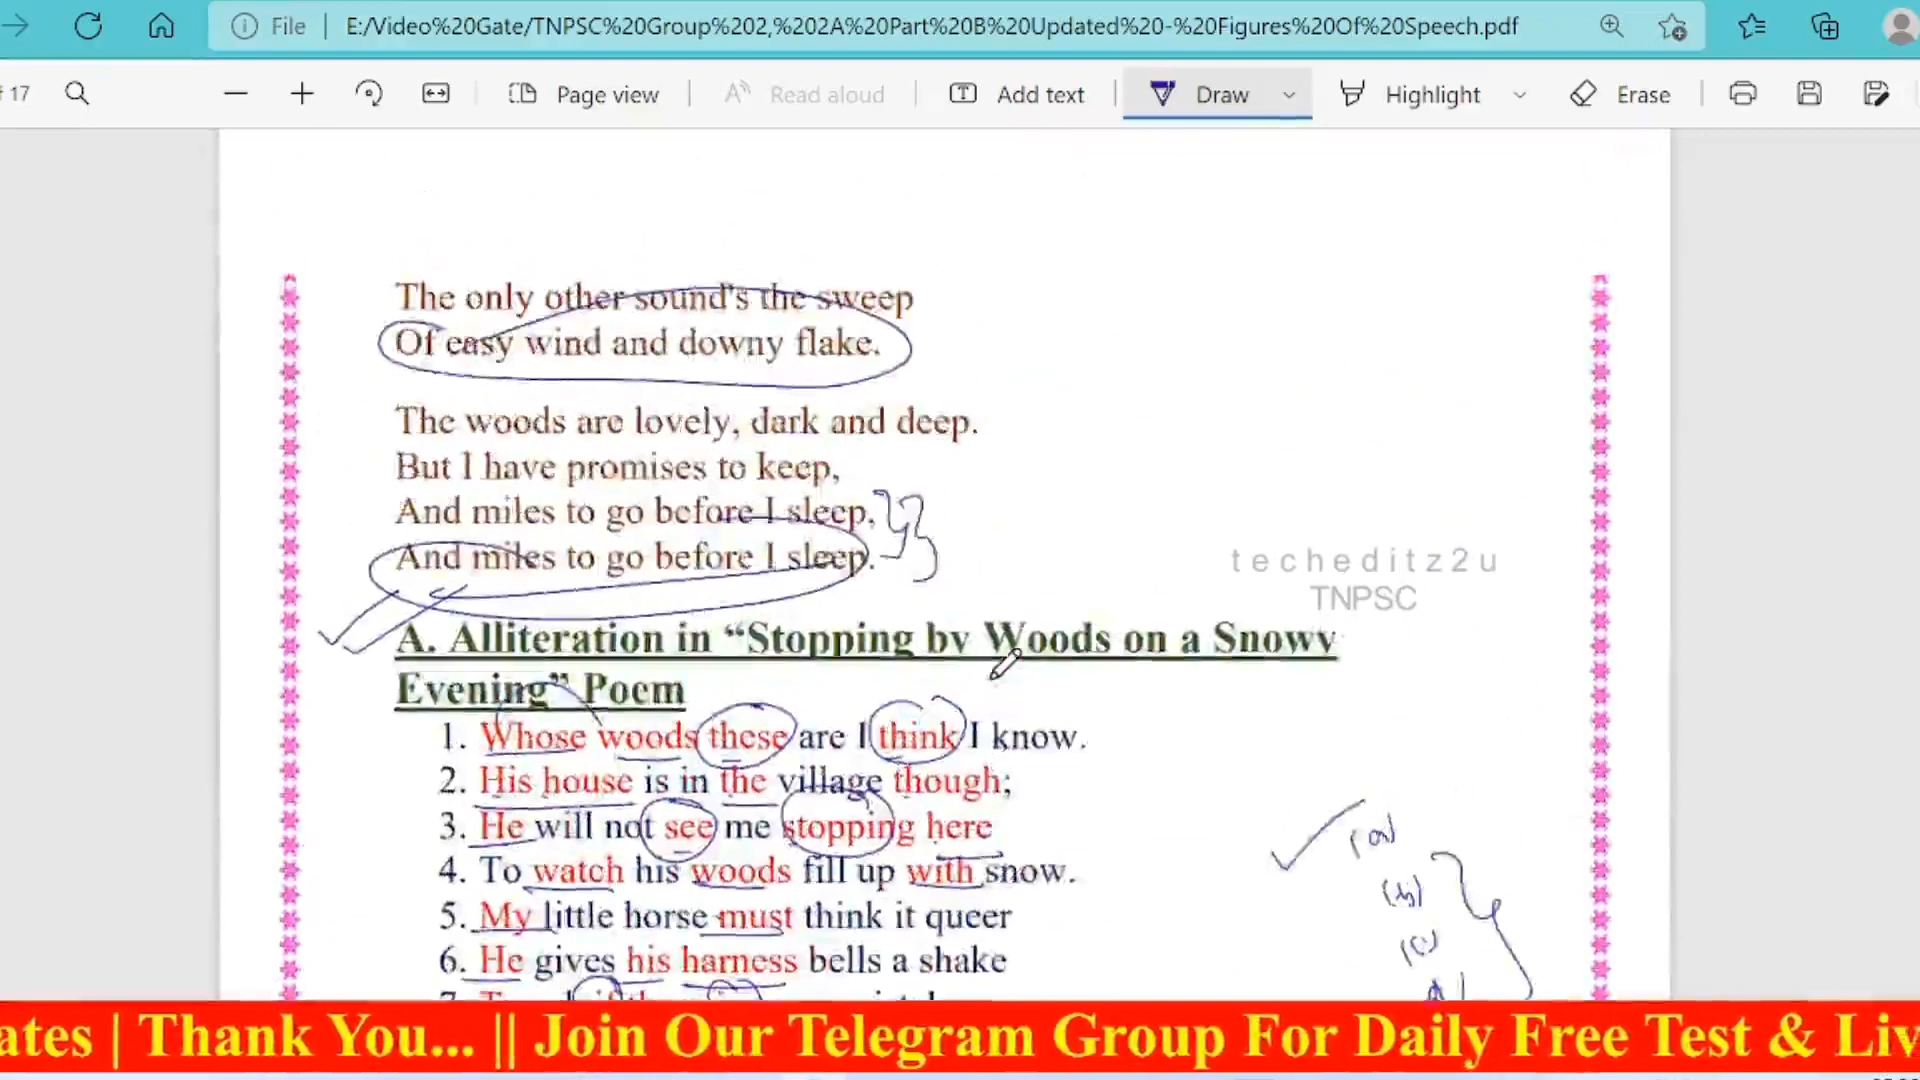 File | E:/Video%20Gate/TNPSC%20Group%202,%202A%20Part%20B%20Updated%20-%20Figures%20Of%20Speech.pdf
17
Page view
Read aloud
Add text
Draw
Highlight
Erase
The only other sound's the sweep
Of easy wind and downy flake.
The woods are lovely, dark and deep.
But I have promises to keep,
And miles to go before I sleep,
And miles to go before I sleep.
techeditz2u
TNPSC
A. Alliteration in “Stopping by Woods on a Snowy
Evening” Poem
1. Whose woods these are I think I know.
2. His house is in the village though;
3. He will not see me stopping here
4. To watch his woods fill up with snow.
5. My little horse must think it queer
6. He gives his harness bells a shake
ates | Thank You... || Join Our Telegram Group For Daily Free Test & Liv